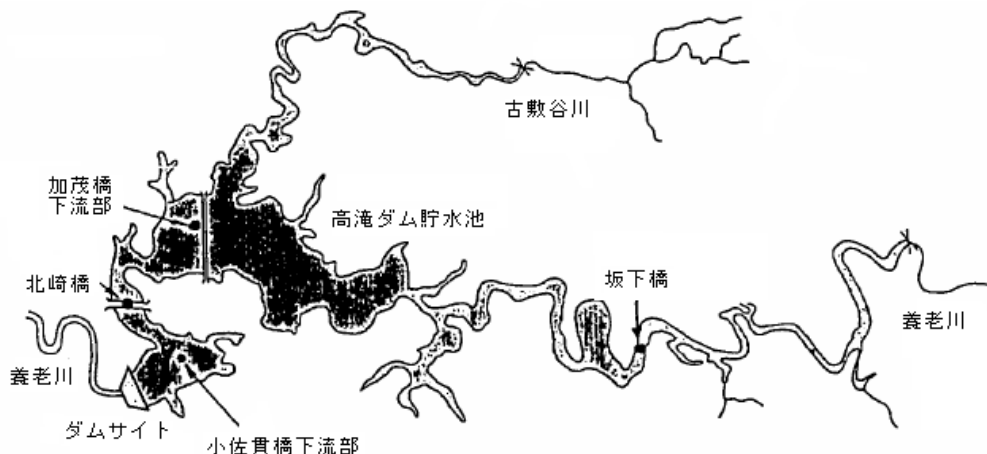 古敷谷川
加茂橋
下流部
高滝ダム貯水池
北崎橋
坂下橋
養老川
養老川
ダムサイト
小佐貫橋下流部